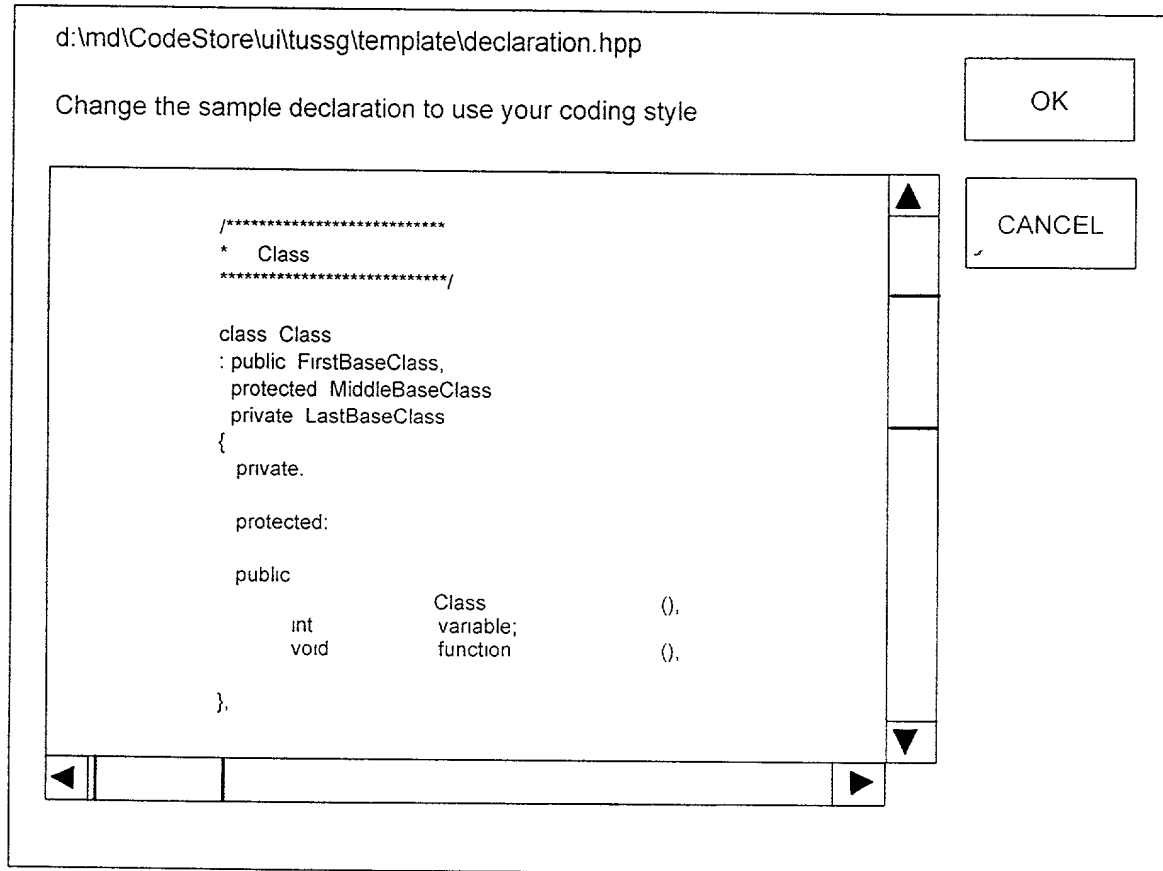 d:\md\CodeStore\ui\tussg\template\declaration.hpp
OK
Change the sample declaration to use your coding style
CANCEL
/***************************
* Class
****************************/
class Class
: public FirstBaseClass,
protected MiddleBaseClass
private LastBaseClass
{
private.
protected:
public
Class (),
int variable;
void function (),
},